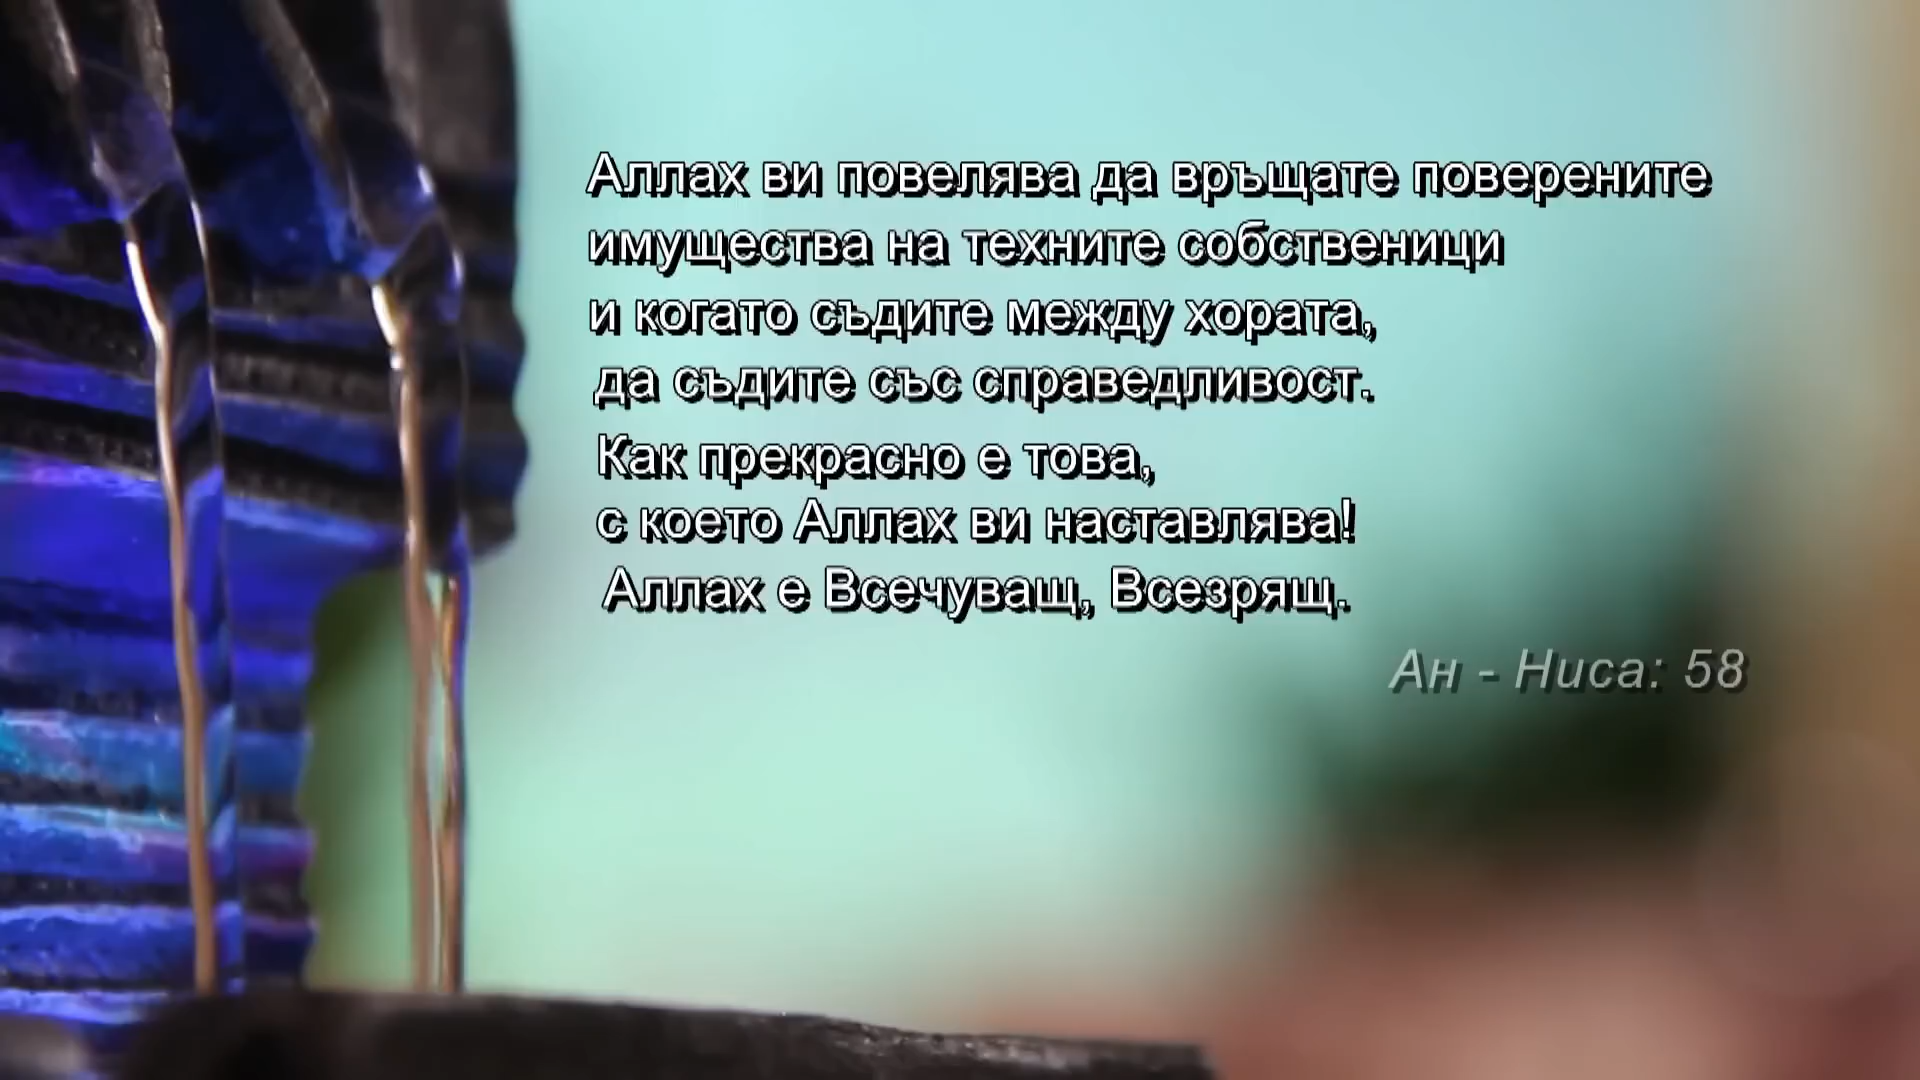 Аллах ви повелява да връщате поверените
имущества на техните собственици
и когато съдите между хората,
да съдите със справедливост.
Как прекрасно е това,
с което Аллах ви наставлява!
Аллах е Всечуващ, Всезрящ.
Ан - Ниса: 58